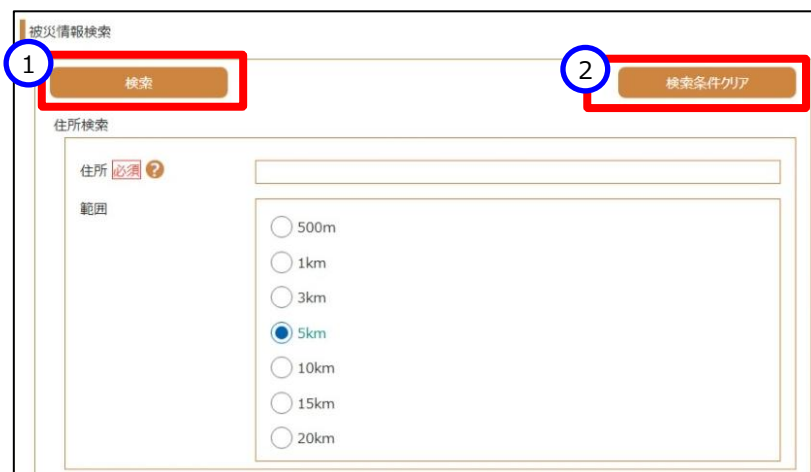 被災情報検索
1
検索
2
検索条件クリア
住所検索
住所 必須 ?
範囲
500m
1km
3km
5km
10km
15km
20km